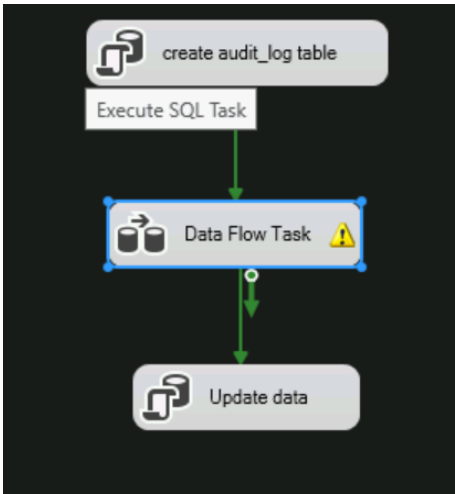 create audit_log table
Execute SQL Task
Data Flow Task
Update data